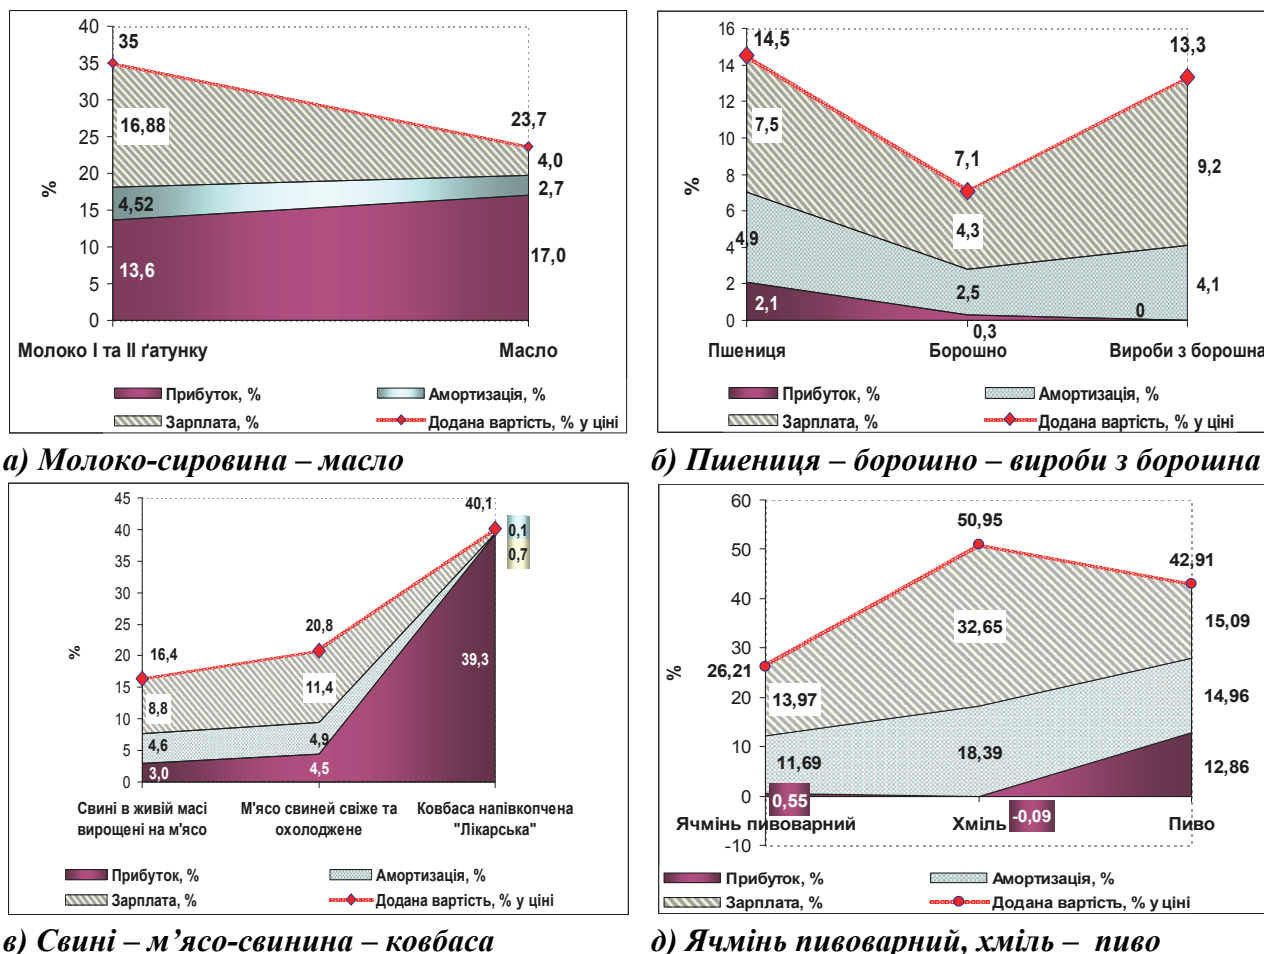 40
35
30
25
20
15
10
5
0
%
35
16,88
4,52
13,6
23,7
4,0
2,7
17,0
Молоко І та ІІ ґатунку
Масло
Прибуток, %
Амортизація, %
Зарплата, %
Додана вартість, % у ціні
а) Молоко-сировина – масло
16
14
12
10
8
6
4
2
0
%
14,5
7,5
4,9
2,1
7,1
4,3
2,5
0,3
13,3
9,2
4,1
0
Пшениця
Борошно
Вироби з борошна
Прибуток, %
Амортизація, %
Зарплата, %
Додана вартість, % у ціні
б) Пшениця – борошно – вироби з борошна
45
40
35
30
25
20
15
10
5
0
%
16,4
8,8
4,6
3,0
20,8
11,4
4,9
4,5
40,1
0,1
0,7
39,3
Свині в живій масі
вирощені на м'ясо
М'ясо свиней свіже та
охолоджене
Ковбаса напівкопчена
"Лікарська"
Прибуток, %
Амортизація, %
Зарплата, %
Додана вартість, % у ціні
в) Свині – м’ясо-свинина – ковбаса
60
50
40
30
20
10
0
-10
%
26,21
13,97
11,69
0,55
50,95
32,65
18,39
-0,09
42,91
15,09
14,96
12,86
Ячмінь пивоварний
Хміль
Пиво
Прибуток, %
Амортизація, %
Зарплата, %
Додана вартість, % у ціні
д) Ячмінь пивоварний, хміль – пиво